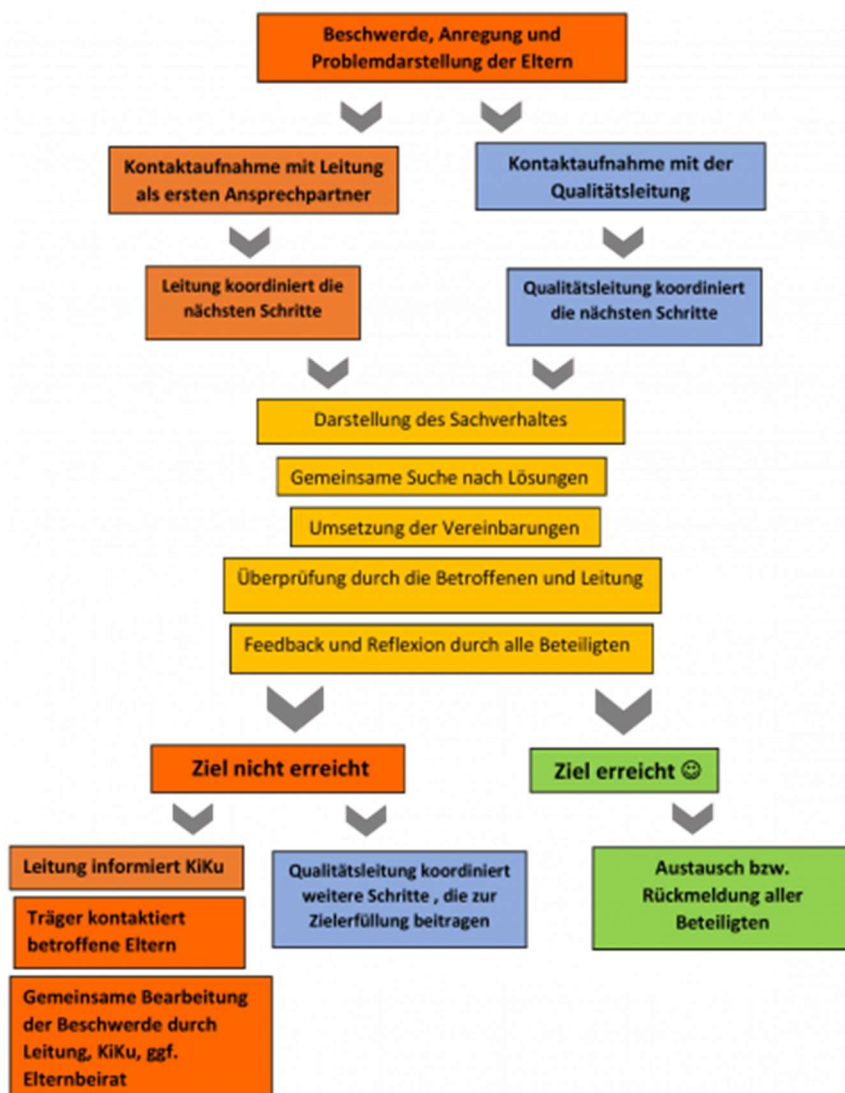 Beschwerde, Anregung und
Problemdarstellung der Eltern
Kontaktaufnahme mit Leitung
als ersten Ansprechpartner
Kontaktaufnahme mit der
Qualitätsleitung
Leitung koordiniert die
nächsten Schritte
Qualitätsleitung koordiniert
die nächsten Schritte
Darstellung des Sachverhaltes
Gemeinsame Suche nach Lösungen
Umsetzung der Vereinbarungen
Überprüfung durch die Betroffenen und Leitung
Feedback und Reflexion durch alle Beteiligten
Ziel nicht erreicht
Ziel erreicht ☺
Leitung informiert KiKu
Träger kontaktiert
betroffene Eltern
Gemeinsame Bearbeitung
der Beschwerde durch
Leitung, KiKu, ggf.
Elternbeirat
Qualitätsleitung koordiniert
weitere Schritte , die zur
Zielerfüllung beitragen
Austausch bzw.
Rückmeldung aller
Beteiligten